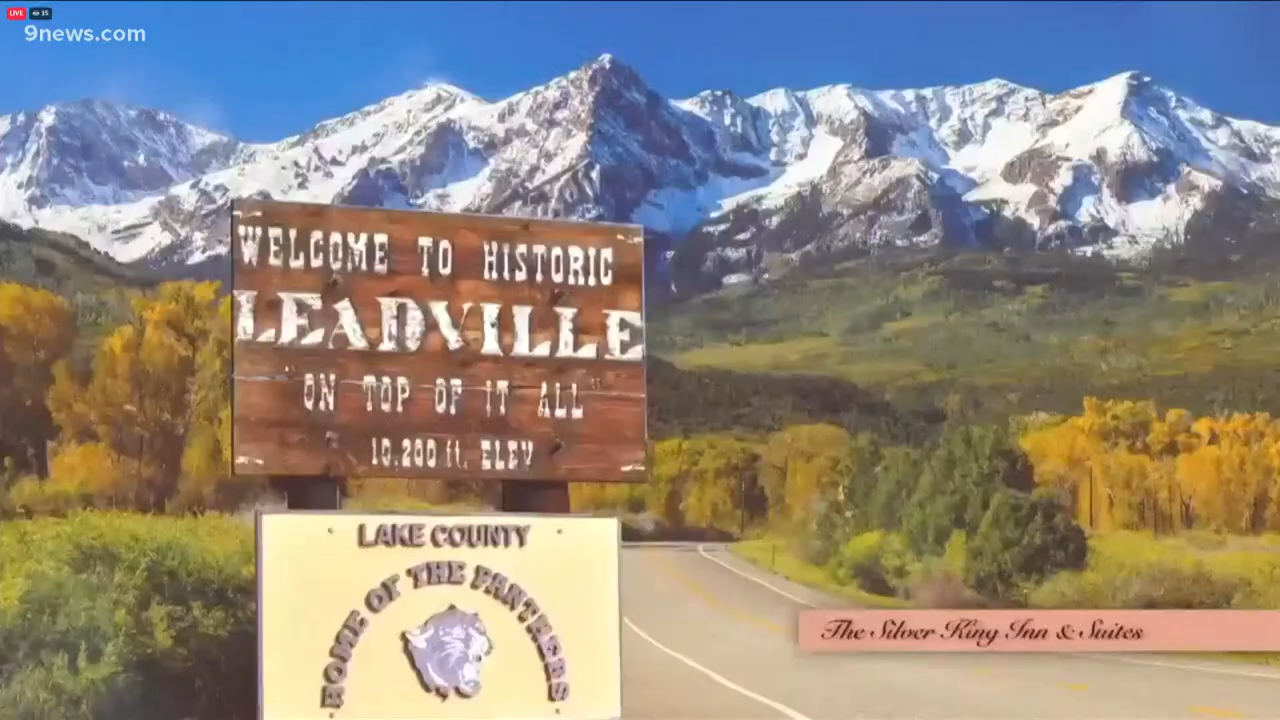 LIVE 35
9news.com
WELCOME TO HISTORIC
LEADVILLE
"ON TOP OF IT ALL"
10,200 ft. ELEV
LAKE COUNTY
HOME OF THE PANTHERS
The Silver King Inn & Suites